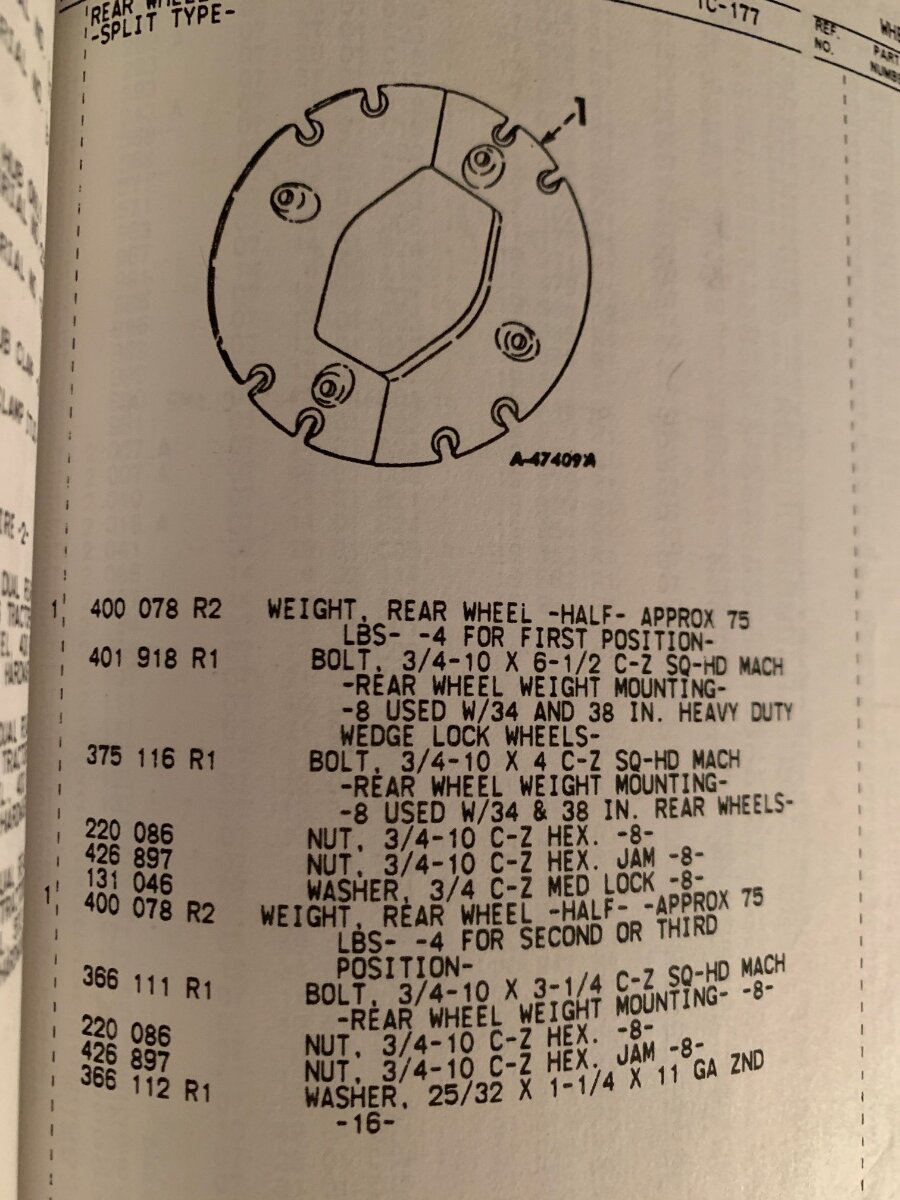 REAR WHEEL
-SPLIT TYPE-
TC-177
REF.
NO.
PART
1
A-47409A
1 400 078 R2 WEIGHT, REAR WHEEL -HALF- APPROX 75
LBS- -4 FOR FIRST POSITION-
401 918 R1 BOLT, 3/4-10 X 6-1/2 C-Z SQ-HD MACH
-REAR WHEEL WEIGHT MOUNTING-
-8 USED W/34 AND 38 IN. HEAVY DUTY
WEDGE LOCK WHEELS-
375 116 R1 BOLT, 3/4-10 X 4 C-Z SQ-HD MACH
-REAR WHEEL WEIGHT MOUNTING-
-8 USED W/34 & 38 IN. REAR WHEELS-
220 086 NUT, 3/4-10 C-Z HEX. -8-
426 897 NUT, 3/4-10 C-Z HEX. JAM -8-
131 046 WASHER, 3/4 C-Z MED LOCK -8-
1 400 078 R2 WEIGHT, REAR WHEEL -HALF- -APPROX 75
LBS- -4 FOR SECOND OR THIRD
POSITION-
366 111 R1 BOLT, 3/4-10 X 3-1/4 C-Z SQ-HD MACH
-REAR WHEEL WEIGHT MOUNTING- -8-
220 086 NUT, 3/4-10 C-Z HEX. -8-
426 897 NUT, 3/4-10 C-Z HEX. JAM -8-
366 112 R1 WASHER, 25/32 X 1-1/4 X 11 GA ZND
-16-